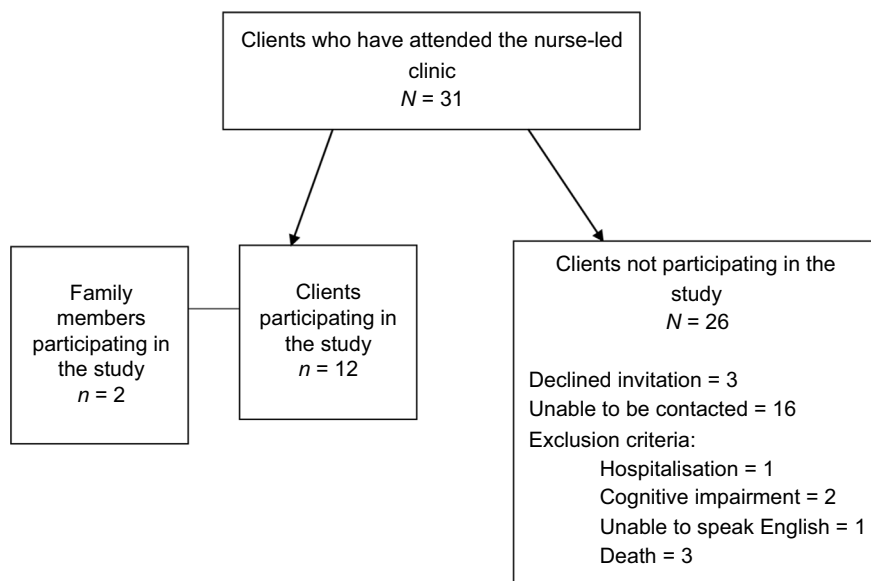 Clients who have attended the nurse-led
clinic
N = 31
Family
members
participating in
the study
n = 2
Clients
participating in
the study
n = 12
Clients not participating in the
study
N = 26
Declined invitation = 3
Unable to be contacted = 16
Exclusion criteria:
Hospitalisation = 1
Cognitive impairment = 2
Unable to speak English = 1
Death = 3